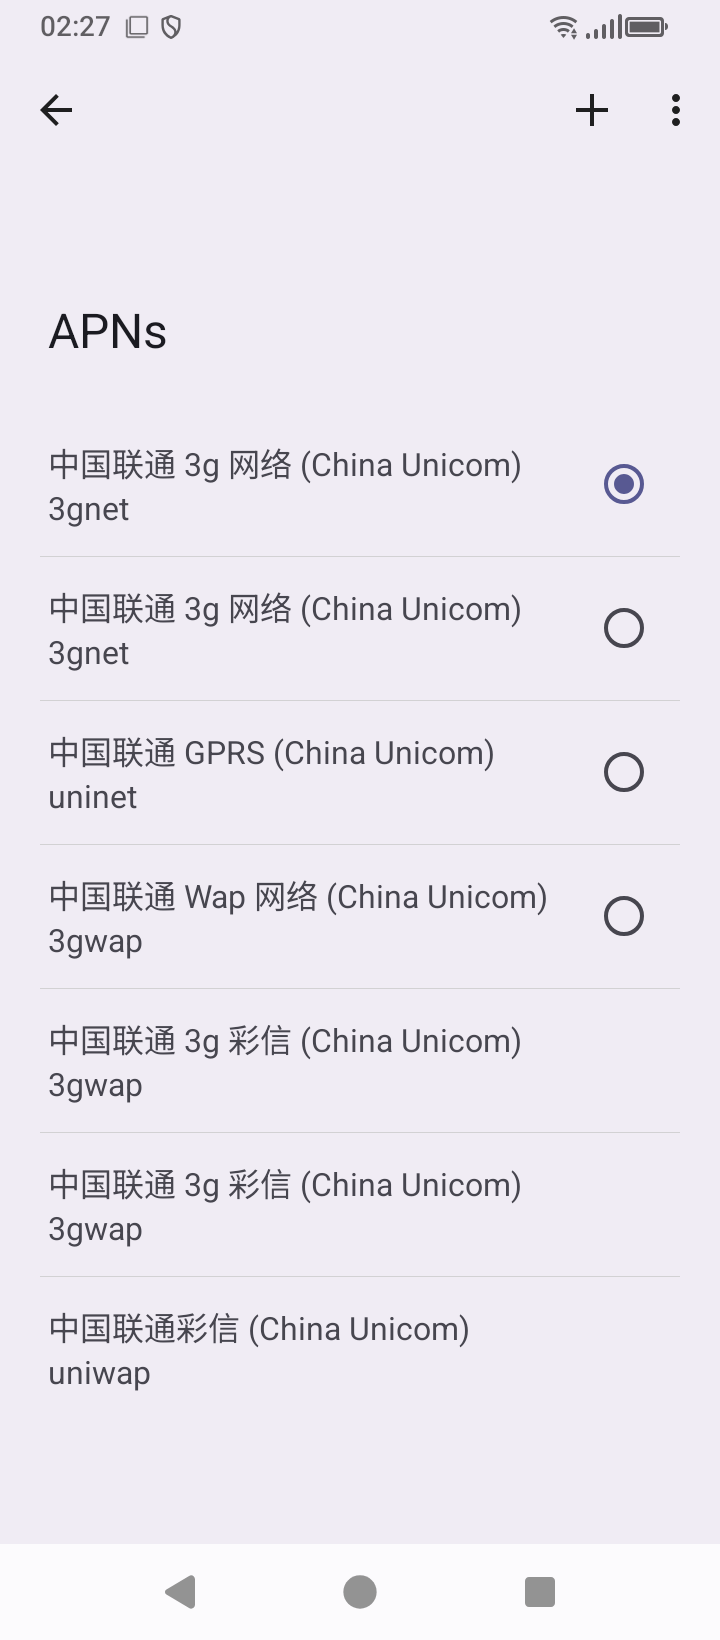 02:27
APNs
中国联通 3g 网络 (China Unicom)
3gnet
中国联通 3g 网络 (China Unicom)
3gnet
中国联通 GPRS (China Unicom)
uninet
中国联通 Wap 网络 (China Unicom)
3gwap
中国联通 3g 彩信 (China Unicom)
3gwap
中国联通 3g 彩信 (China Unicom)
3gwap
中国联通彩信 (China Unicom)
uniwap